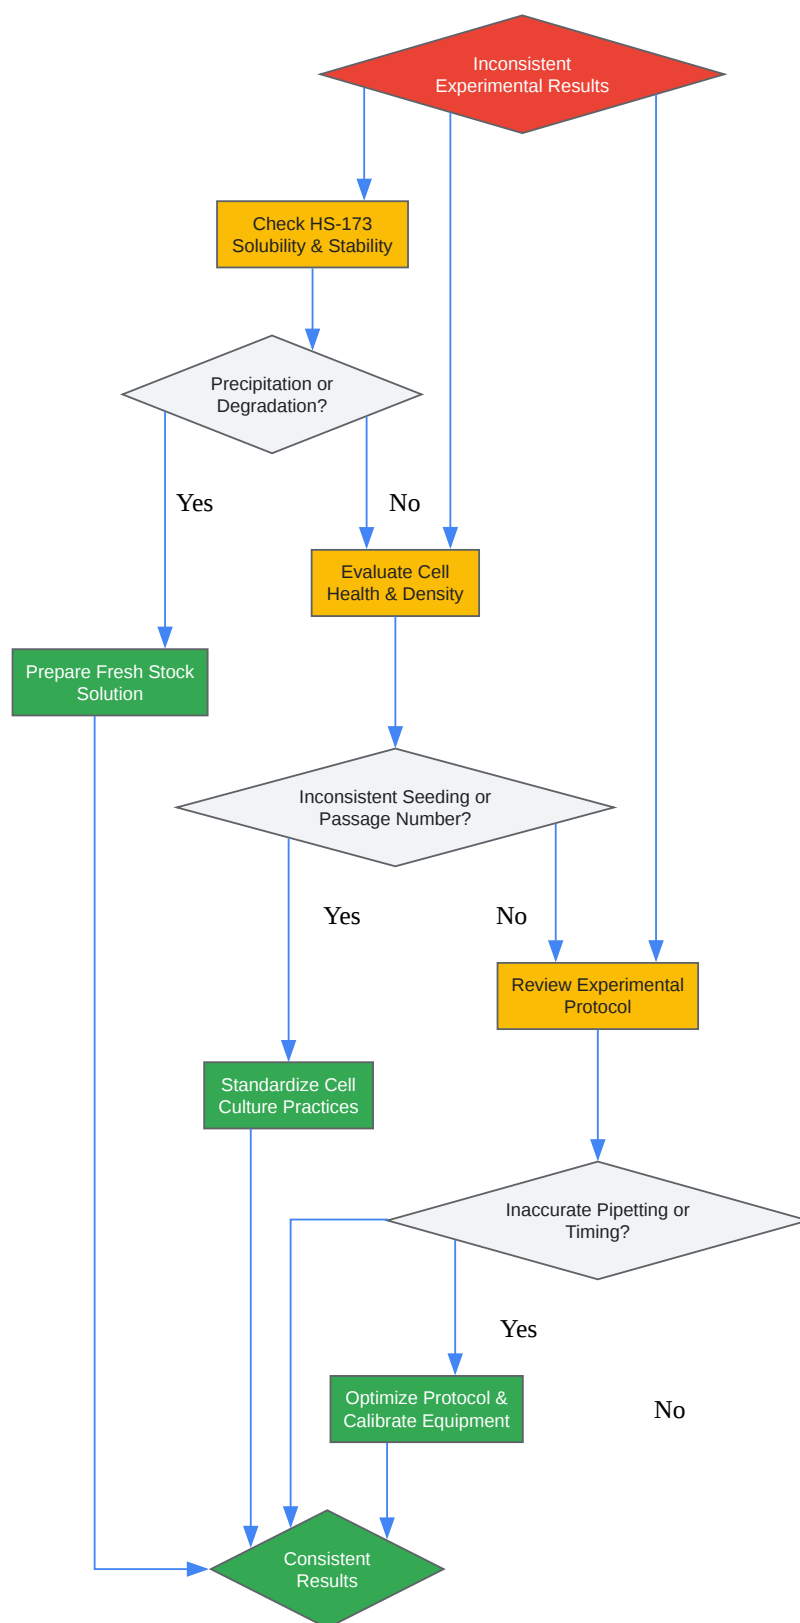 Inconsistent
Experimental Results
Check HS-173
Solubility & Stability
Precipitation or
Degradation?
Yes
No
Evaluate Cell
Health & Density
Prepare Fresh Stock
Solution
Inconsistent Seeding or
Passage Number?
Yes
No
Review Experimental
Protocol
Standardize Cell
Culture Practices
Inaccurate Pipetting or
Timing?
Yes
No
Optimize Protocol &
Calibrate Equipment
Consistent
Results